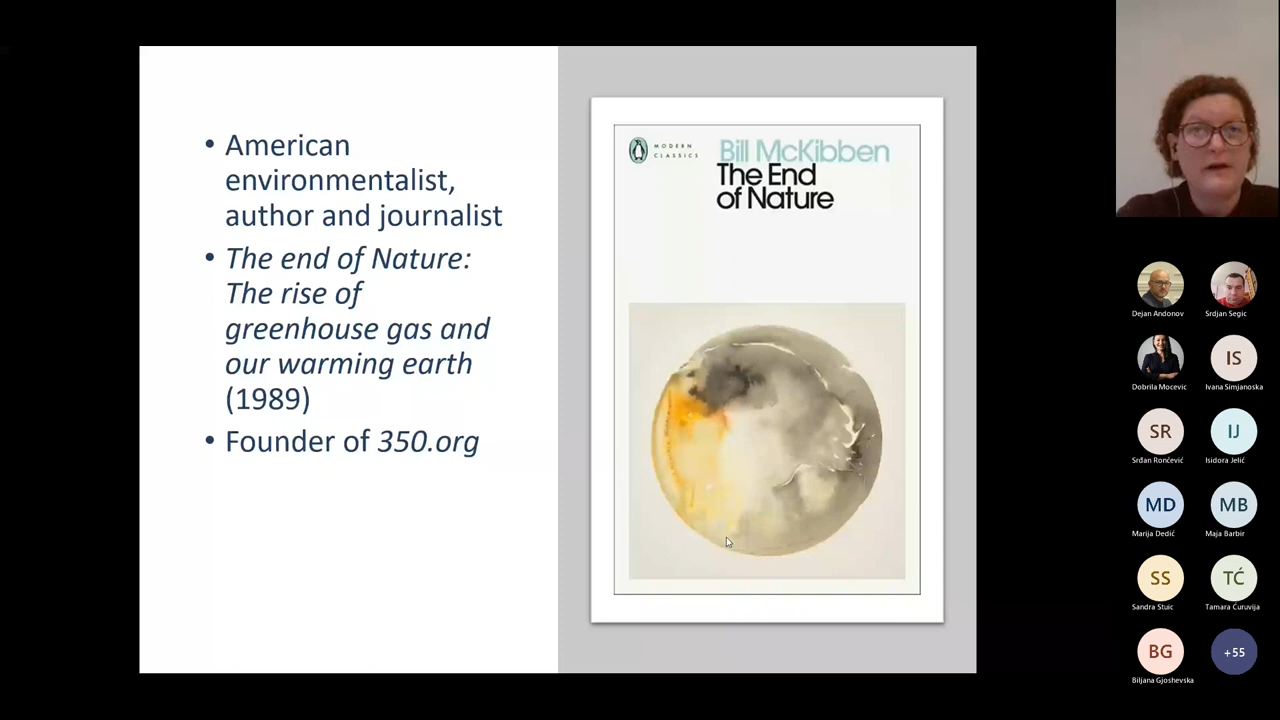 • American
environmentalist,
author and journalist
• The end of Nature:
The rise of
greenhouse gas and
our warming earth
(1989)
• Founder of 350.org
MODERN
CLASSICS
Bill McKibben
The End
of Nature
Dejan Andonov
Srdjan Segic
Dobrila Mocevic
IS
Ivana Simjanoska
SR
Srđan Rončević
IJ
Isidora Jelić
MD
Marija Dedić
MB
Maja Barbir
SS
Sandra Stuic
TĆ
Tamara Ćuruvija
BG
Biljana Gjoshevska
+55